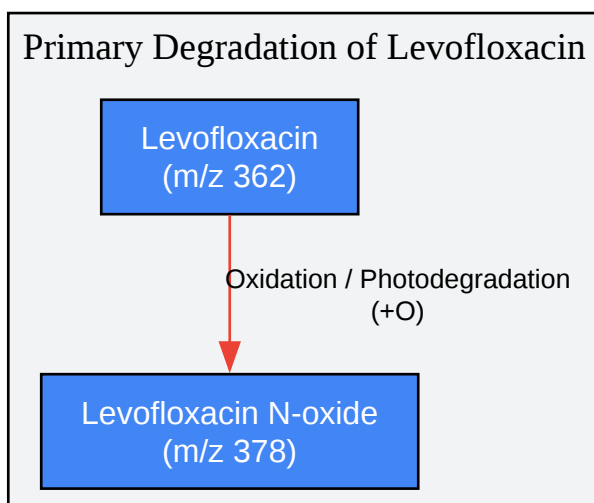 Primary Degradation of Levofloxacin
Levofloxacin
(m/z 362)
Oxidation / Photodegradation
(+O)
Levofloxacin N-oxide
(m/z 378)